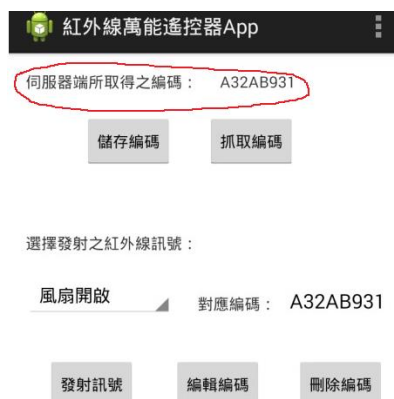 紅外線萬能遙控器App
伺服器端所取得之編碼： A32AB931
儲存編碼 抓取編碼
選擇發射之紅外線訊號：
風扇開啟 對應編碼： A32AB931
發射訊號 編輯編碼 刪除編碼